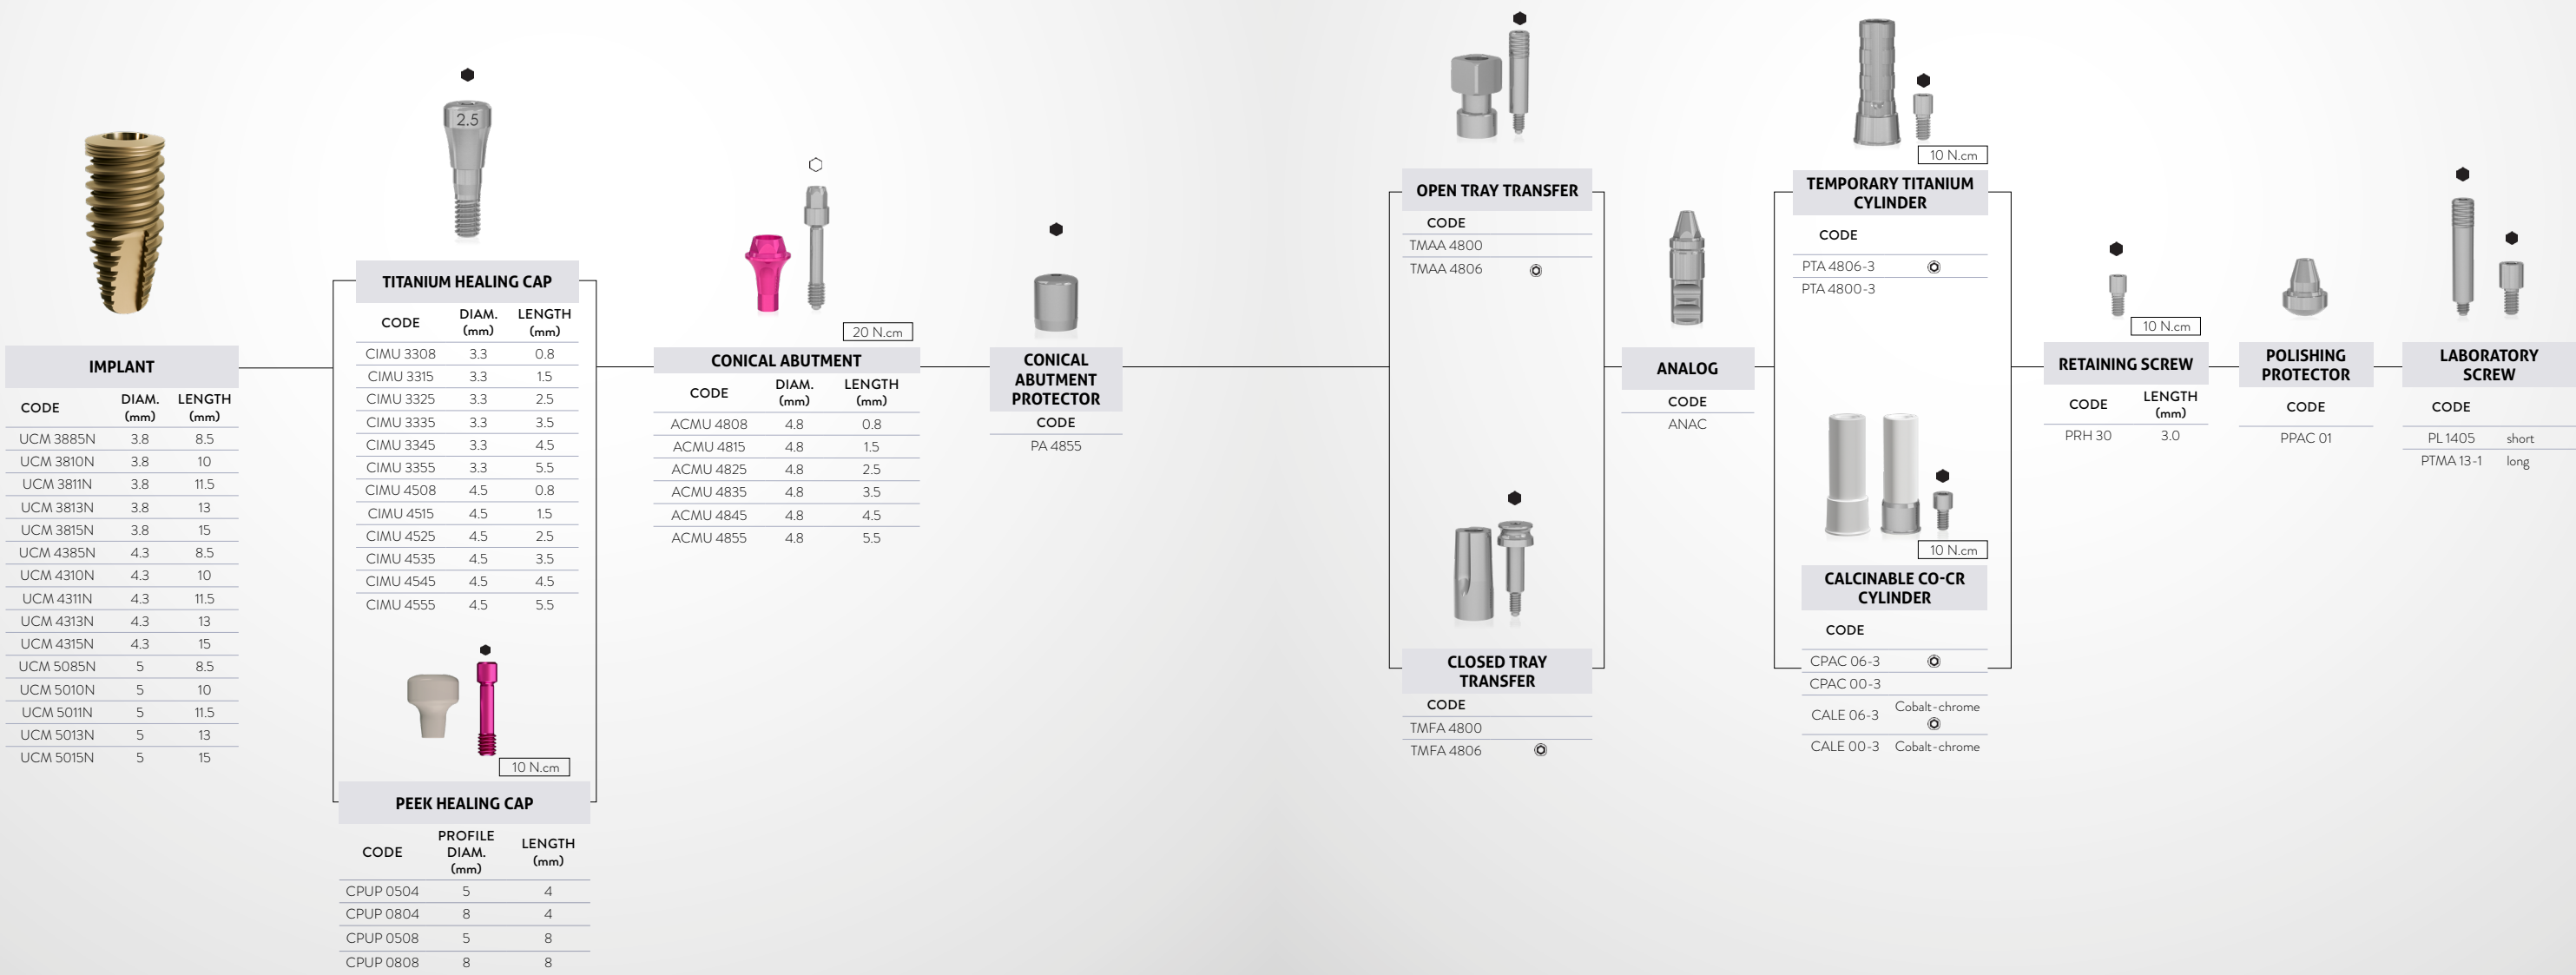 IMPLANT
CODE DIAM. (mm) LENGTH (mm)
UCM 3885N 3.8 8.5
UCM 3810N 3.8 10
UCM 3811N 3.8 11.5
UCM 3813N 3.8 13
UCM 3815N 3.8 15
UCM 4385N 4.3 8.5
UCM 4310N 4.3 10
UCM 4311N 4.3 11.5
UCM 4313N 4.3 13
UCM 4315N 4.3 15
UCM 5085N 5 8.5
UCM 5010N 5 10
UCM 5011N 5 11.5
UCM 5013N 5 13
UCM 5015N 5 15
2.5
TITANIUM HEALING CAP
CODE DIAM. (mm) LENGTH (mm)
CIMU 3308 3.3 0.8
CIMU 3315 3.3 1.5
CIMU 3325 3.3 2.5
CIMU 3335 3.3 3.5
CIMU 3345 3.3 4.5
CIMU 3355 3.3 5.5
CIMU 4508 4.5 0.8
CIMU 4515 4.5 1.5
CIMU 4525 4.5 2.5
CIMU 4535 4.5 3.5
CIMU 4545 4.5 4.5
CIMU 4555 4.5 5.5
10 N.cm
PEEK HEALING CAP
CODE PROFILE DIAM. (mm) LENGTH (mm)
CPUP 0504 5 4
CPUP 0804 8 4
CPUP 0508 5 8
CPUP 0808 8 8
20 N.cm
CONICAL ABUTMENT
CODE DIAM. (mm) LENGTH (mm)
ACMU 4808 4.8 0.8
ACMU 4815 4.8 1.5
ACMU 4825 4.8 2.5
ACMU 4835 4.8 3.5
ACMU 4845 4.8 4.5
ACMU 4855 4.8 5.5
CONICAL
ABUTMENT
PROTECTOR
CODE
PA 4855
OPEN TRAY TRANSFER
CODE
TMAA 4800
TMAA 4806
CLOSED TRAY
TRANSFER
CODE
TMFA 4800
TMFA 4806
ANALOG
CODE
ANAC
10 N.cm
TEMPORARY TITANIUM
CYLINDER
CODE
PTA 4806-3
PTA 4800-3
10 N.cm
CALCINABLE CO-CR
CYLINDER
CODE
CPAC 06-3
CPAC 00-3
CALE 06-3 Cobalt-chrome
CALE 00-3 Cobalt-chrome
10 N.cm
RETAINING SCREW
CODE LENGTH (mm)
PRH 30 3.0
POLISHING
PROTECTOR
CODE
PPAC 01
LABORATORY
SCREW
CODE
PL 1405 short
PTMA 13-1 long